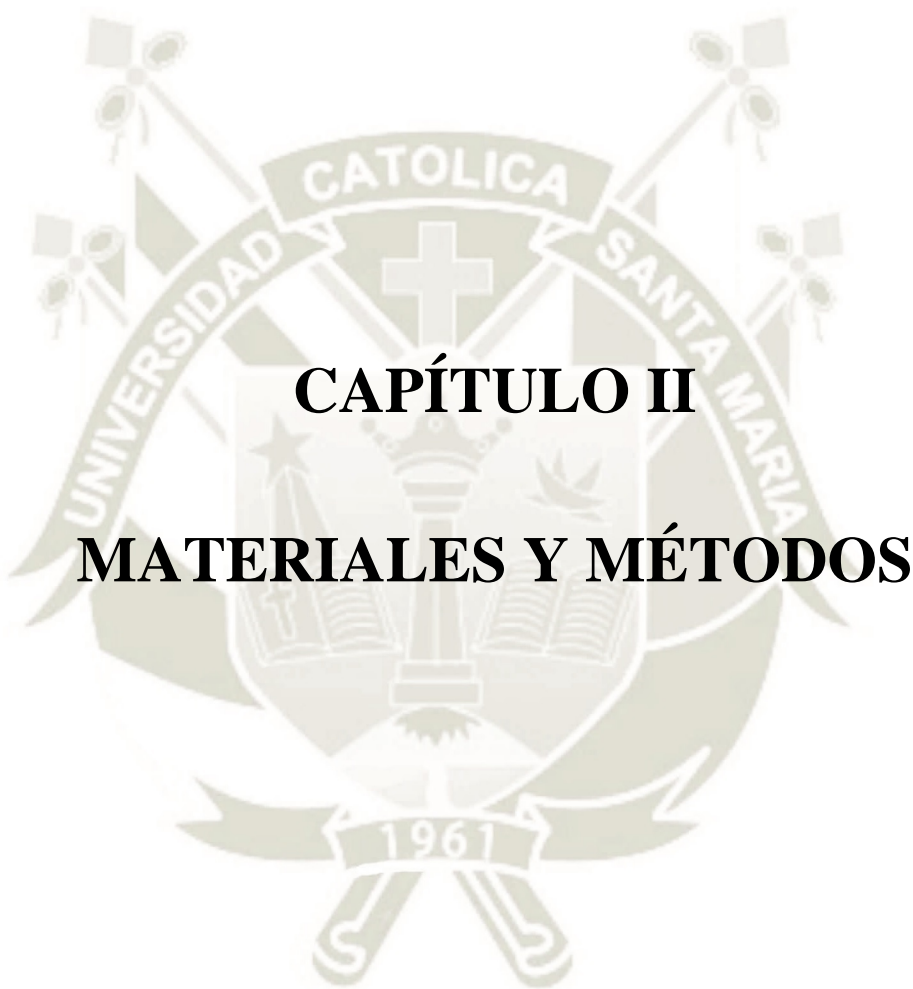 CATOLICA
UNIVERSIDAD
SANTA MARIA
CAPÍTULO II
MATERIALES Y MÉTODOS
1961